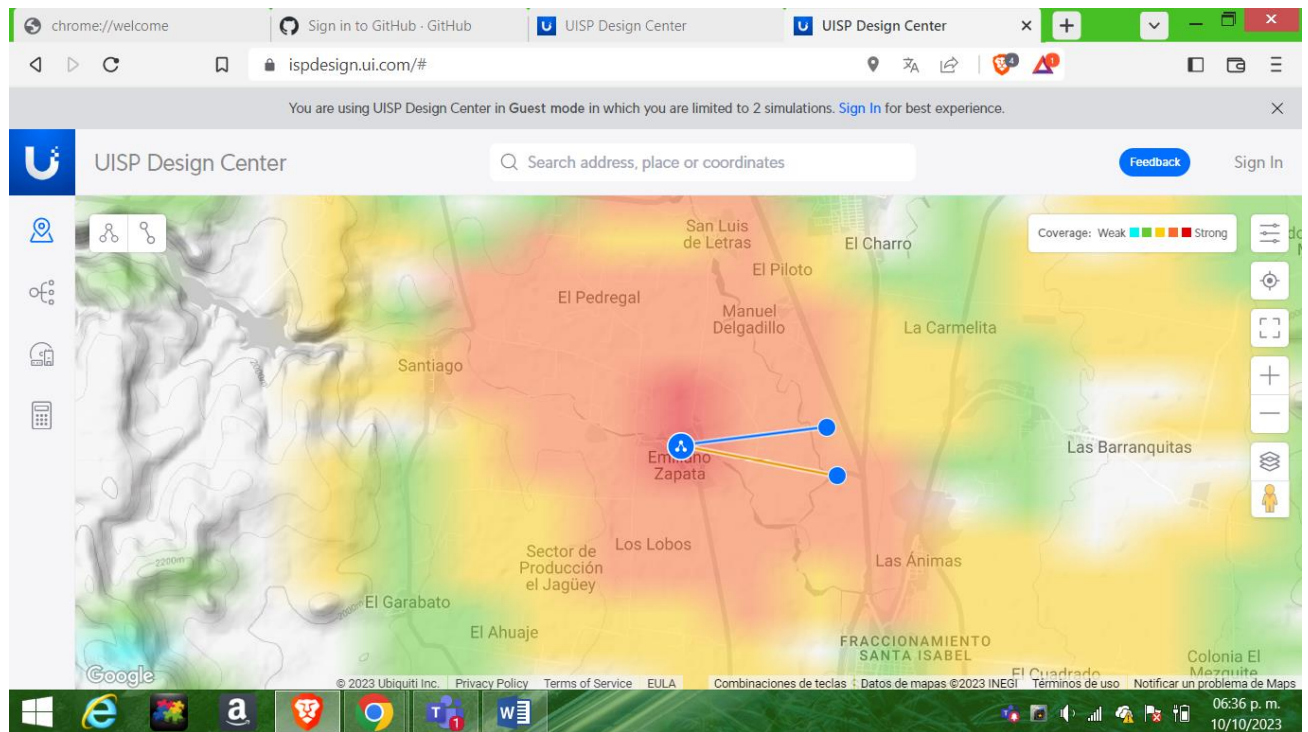 chrome://welcome
Sign in to GitHub · GitHub
UISP Design Center
UISP Design Center
ispdesign.ui.com/#
4
1
You are using UISP Design Center in Guest mode in which you are limited to 2 simulations. Sign In for best experience.
UISP Design Center
Search address, place or coordinates
Feedback
Sign In
Coverage: Weak
Strong
San Luis
de Letras
El Charro
El Piloto
El Pedregal
Manuel
Delgadillo
La Carmelita
Santiago
Las Barranquitas
Emiliano
Zapata
Los Lobos
Sector de
Producción
el Jagüey
Las Ánimas
2200m
2000m
El Garabato
El Ahuaje
FRACCIONAMIENTO
SANTA ISABEL
El Cuadrado
Colonia El
Mezquite
Google
© 2023 Ubiquiti Inc. Privacy Policy Terms of Service EULA
Combinaciones de teclas Datos de mapas ©2023 INEGI Términos de uso Notificar un problema de Maps
06:36 p. m.
10/10/2023